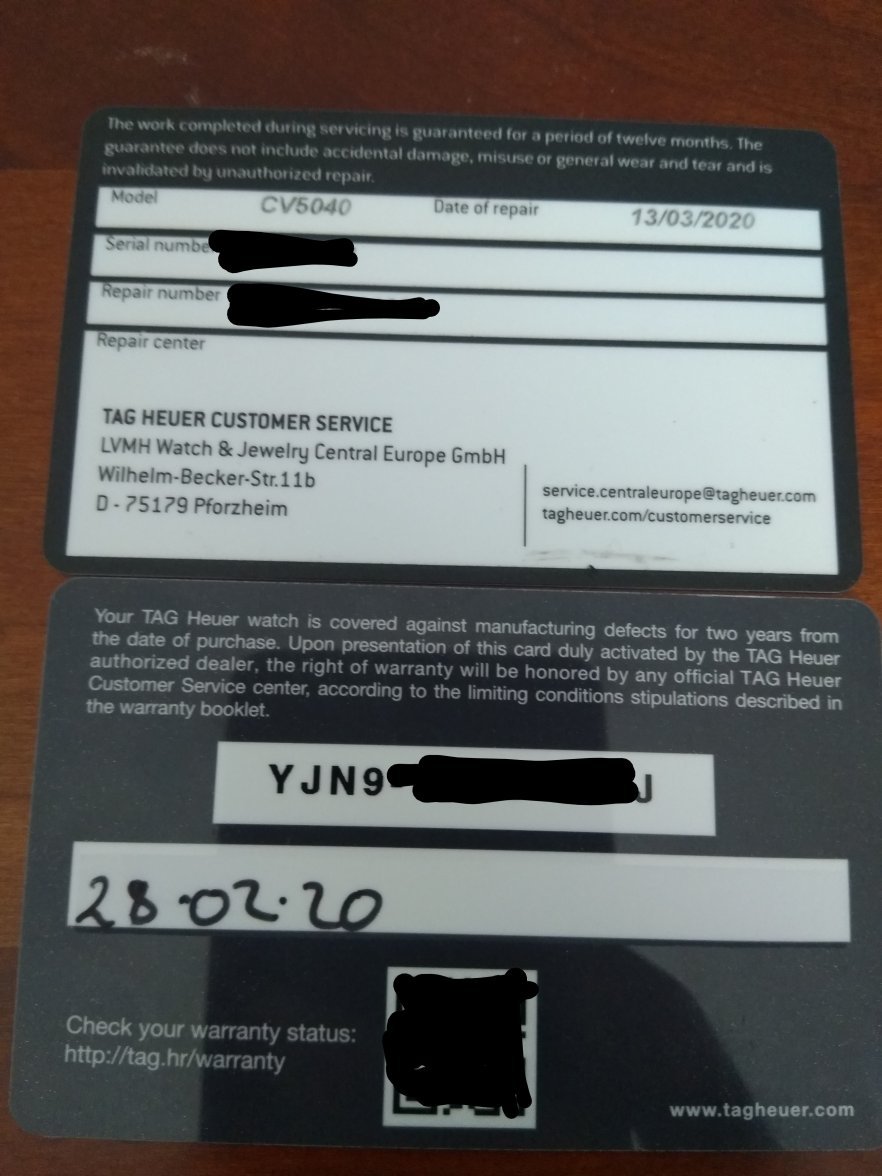 The work completed during servicing is guaranteed for a period of twelve months. The
guarantee does not include accidental damage, misuse or general wear and tear and is
invalidated by unauthorized repair.
Model CV5040 Date of repair 13/03/2020
Serial numbe
Repair number
Repair center
TAG HEUER CUSTOMER SERVICE
LVMH Watch & Jewelry Central Europe GmbH
Wilhelm-Becker-Str.11b
D - 75179 Pforzheim
service.centraleurope@tagheuer.com
tagheuer.com/customerservice
Your TAG Heuer watch is covered against manufacturing defects for two years from
the date of purchase. Upon presentation of this card duly activated by the TAG Heuer
authorized dealer, the right of warranty will be honored by any official TAG Heuer
Customer Service center, according to the limiting conditions stipulations described in
the warranty booklet.
YJN9 J
28.02.20
Check your warranty status:
http://tag.hr/warranty
www.tagheuer.com